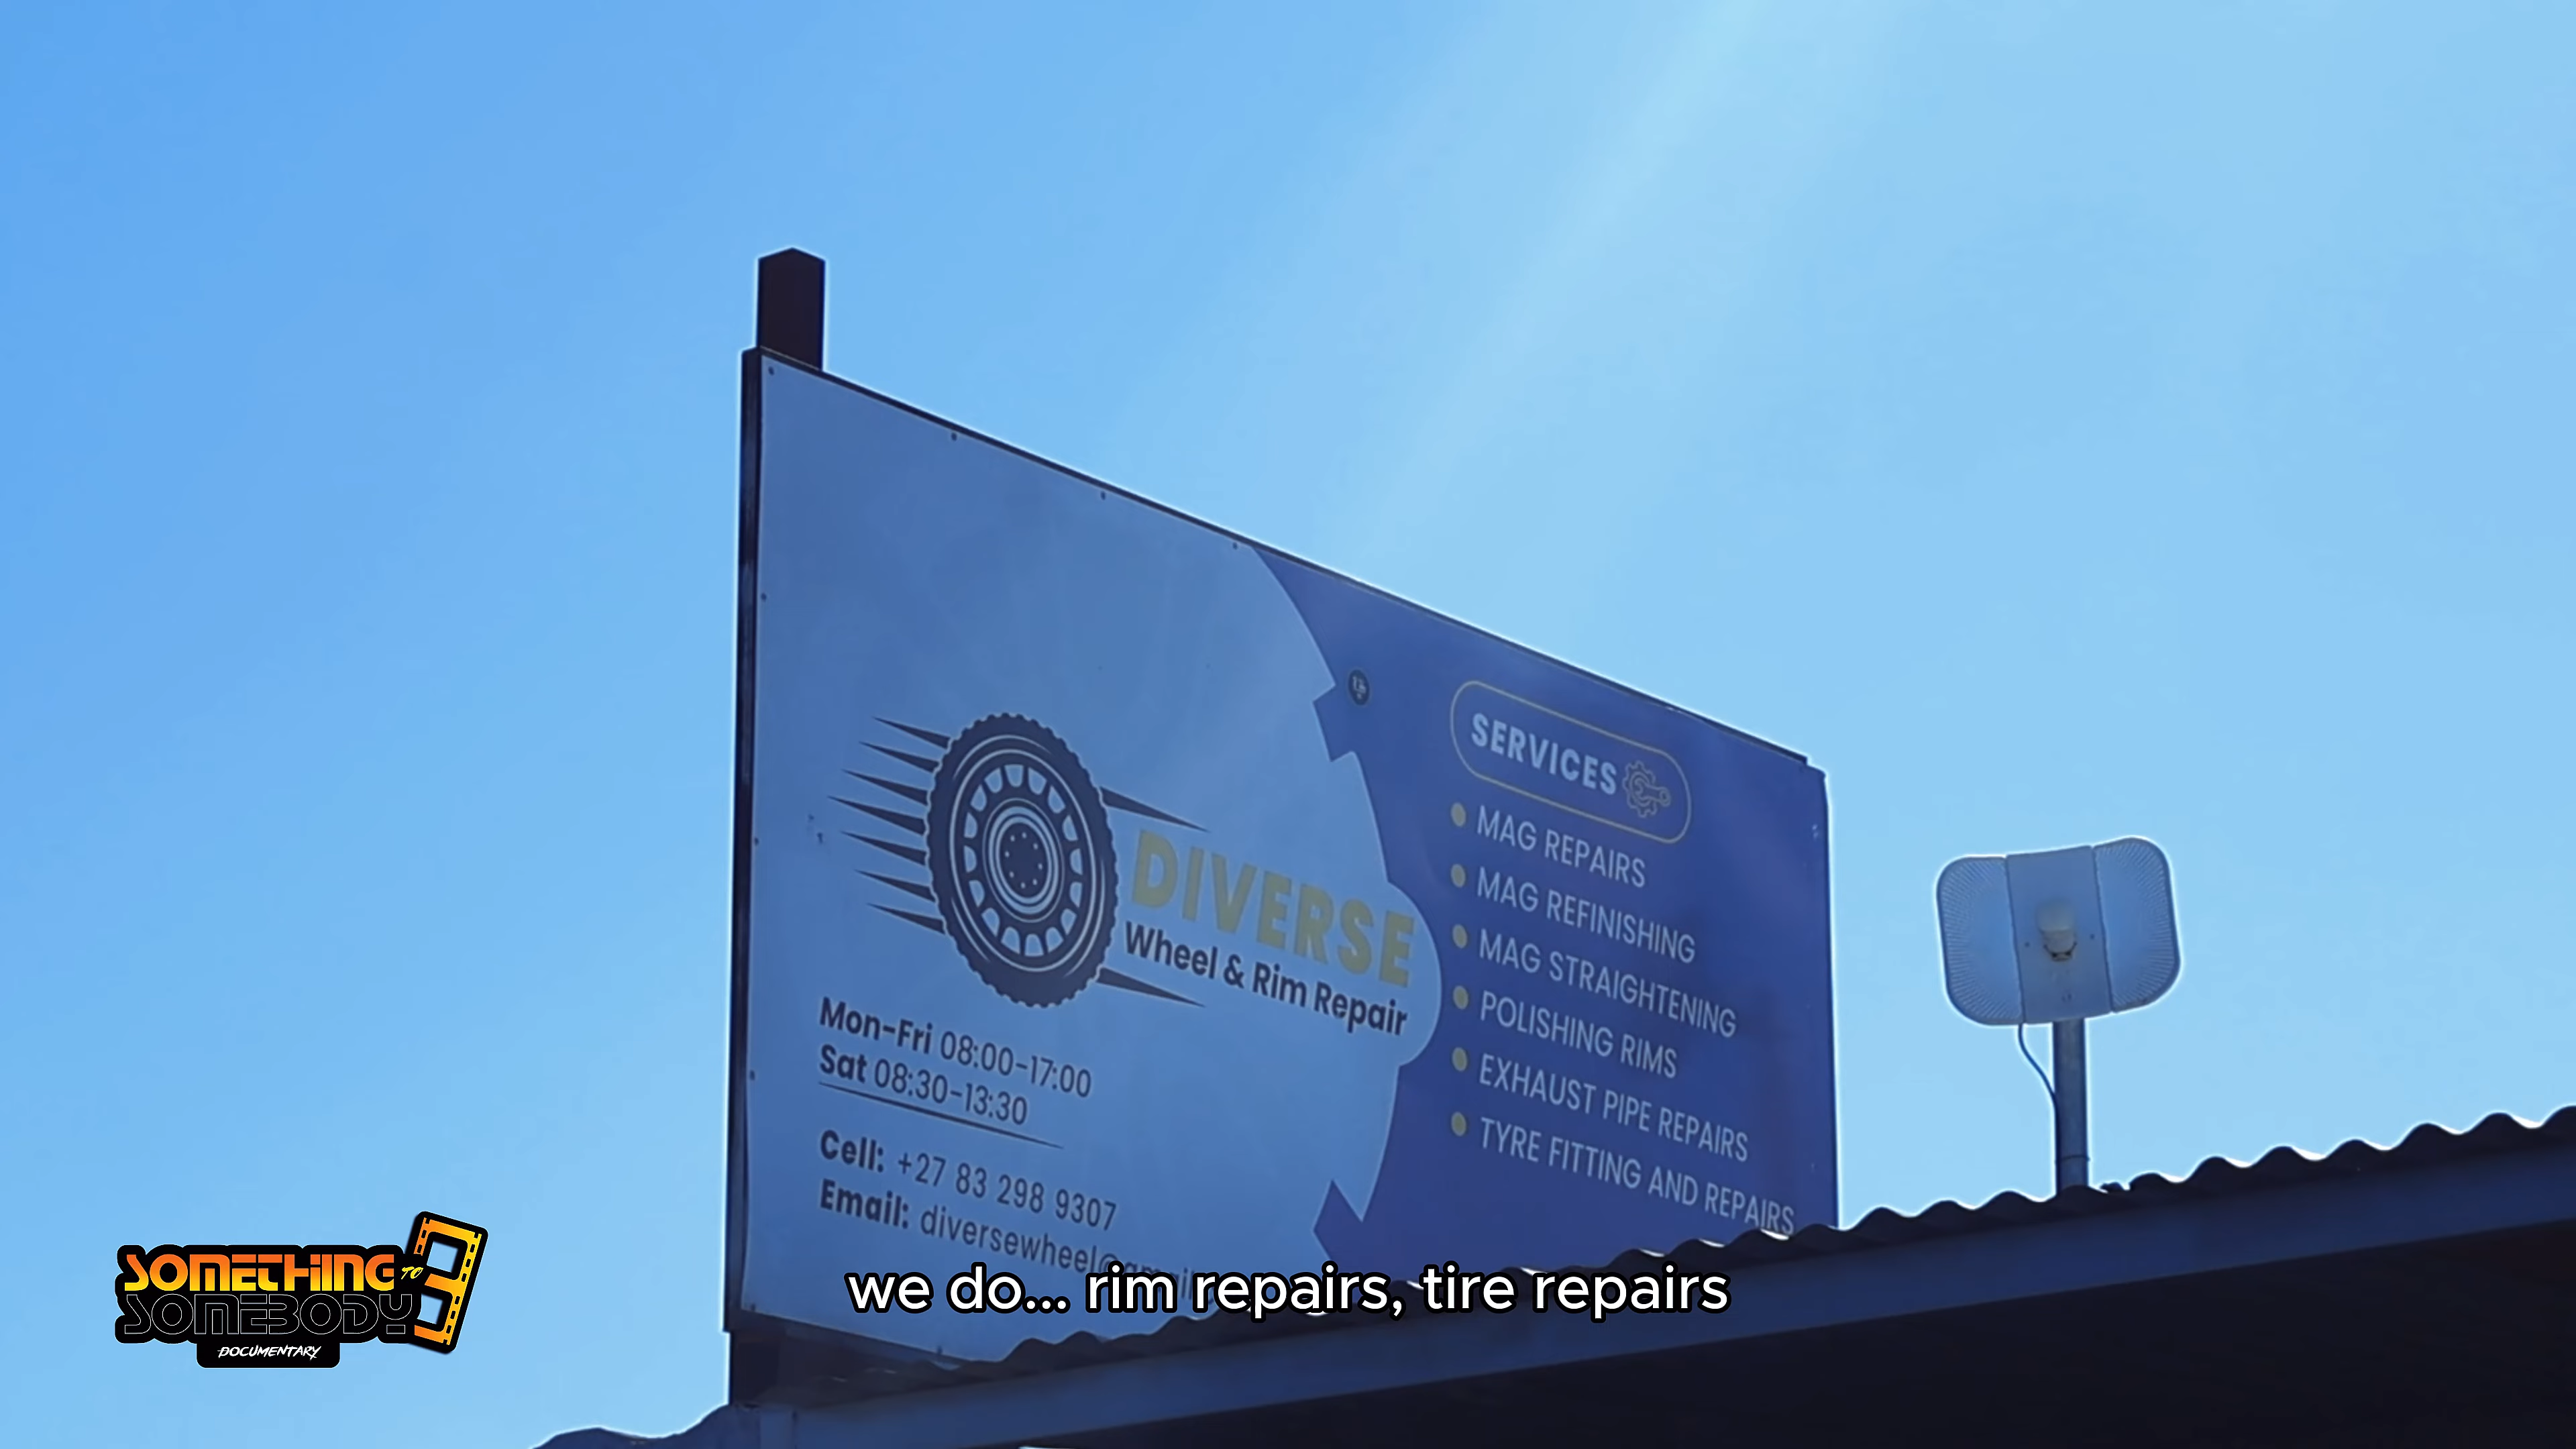 DIVERSE
Wheel & Rim Repair
Mon-Fri 08:00-17:00
Sat 08:30-13:30
Cell: +27 83 298 9307
Email: diversewheel@gmail
SERVICES
MAG REPAIRS
MAG REFINISHING
MAG STRAIGHTENING
POLISHING RIMS
EXHAUST PIPE REPAIRS
TYRE FITTING AND REPAIRS
we do... rim repairs, tire repairs
SOMETHING TO
SOMEBODY
DOCUMENTARY